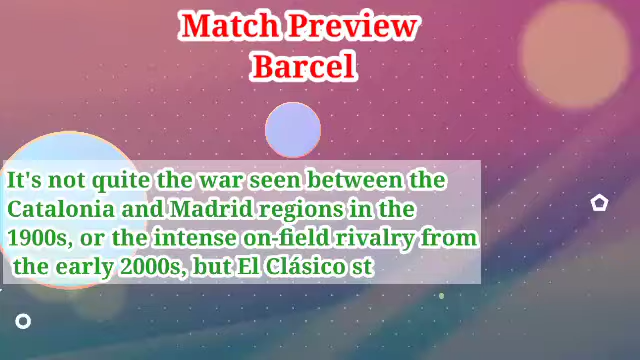 Match Preview
Barcel
It's not quite the war seen between the
Catalonia and Madrid regions in the
1900s, or the intense on-field rivalry from
the early 2000s, but El Clásico st